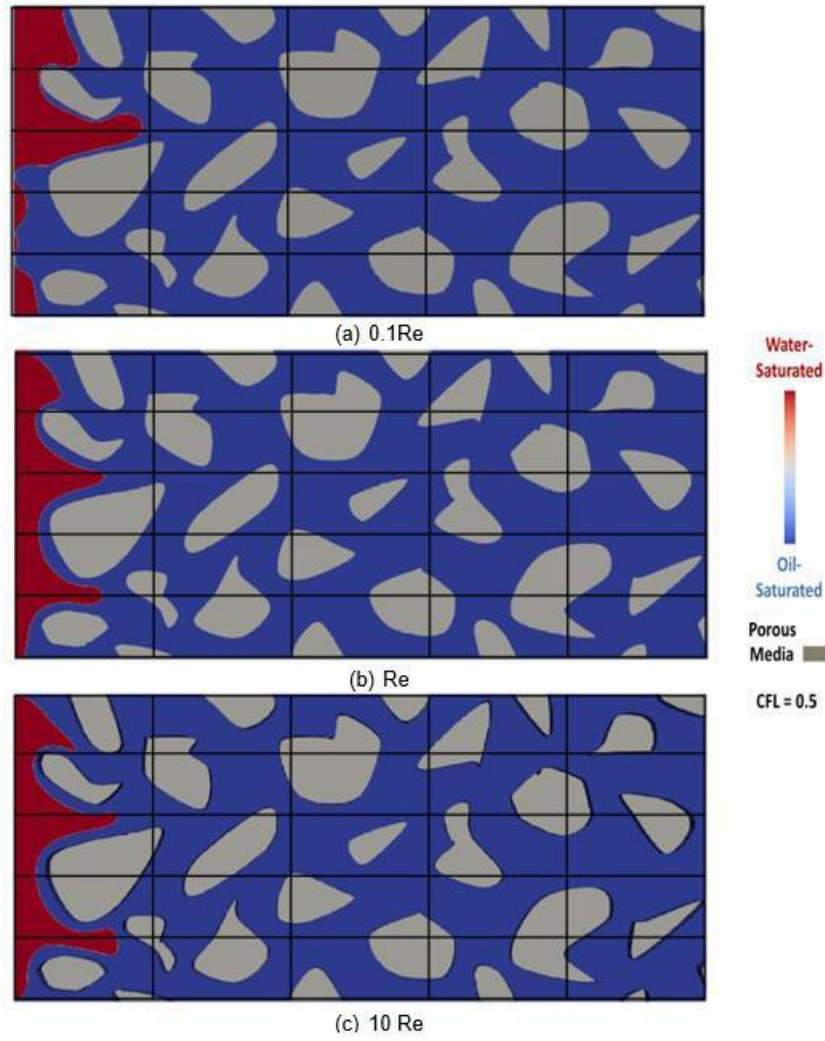 (a) 0.1Re
Water-
Saturated
Oil-
Saturated
Porous
Media
(b) Re
CFL = 0.5
(c) 10 Re